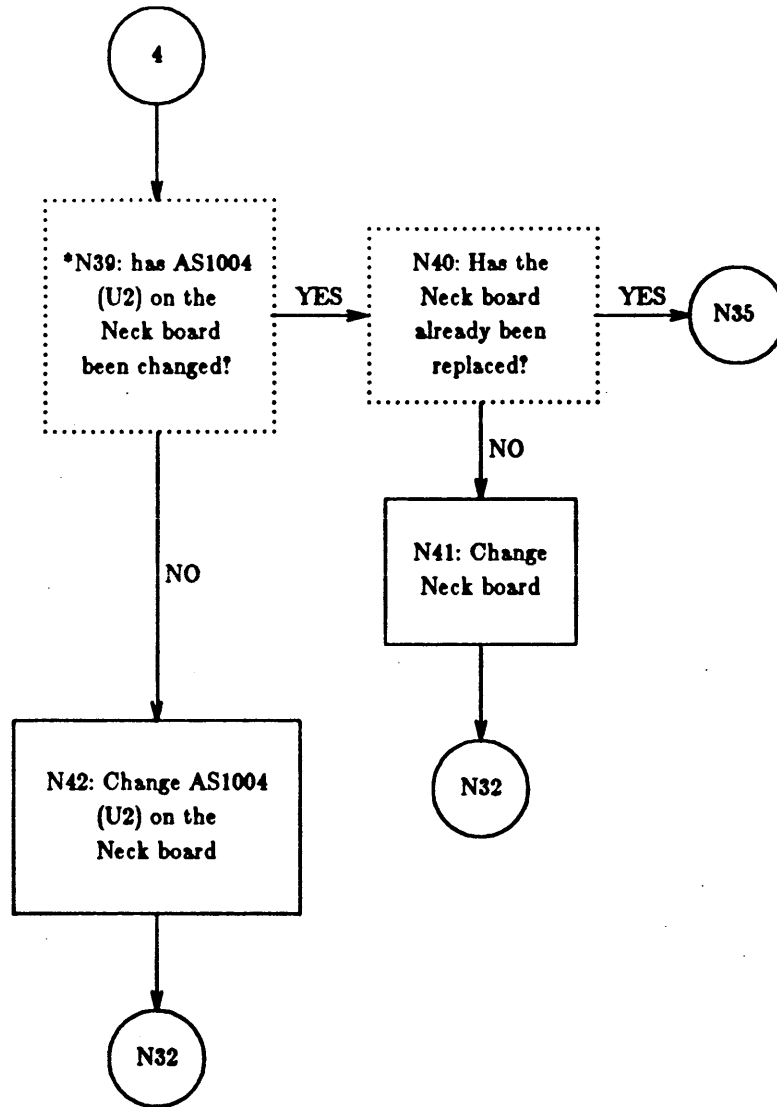 4
*N39: has AS1004
(U2) on the
Neck board
been changed?
YES
N40: Has the
Neck board
already been
replaced?
YES
N35
NO
N41: Change
Neck board
NO
N32
N42: Change AS1004
(U2) on the
Neck board
N32